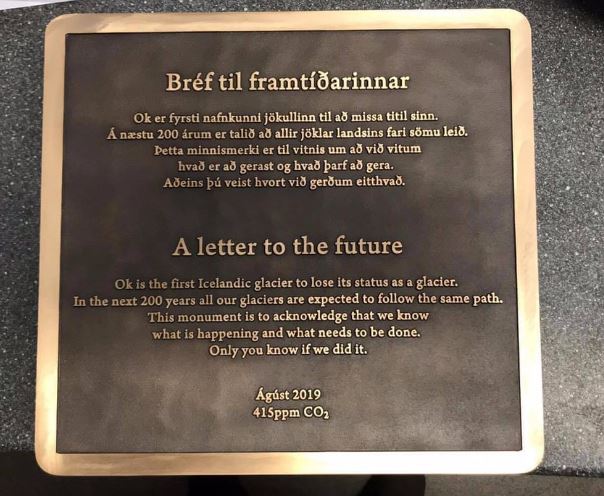 Bréf til framtíðarinnar
Ok er fyrsti nafnkunni jökullinn til að missa titil sinn.
Á næstu 200 árum er talið að allir jöklar landsins fari sömu leið.
Þetta minnismerki er til vitnis um að við vitum
hvað er að gerast og hvað þarf að gera.
Aðeins þú veist hvort við gerðum eitthvað.
A letter to the future
Ok is the first Icelandic glacier to lose its status as a glacier.
In the next 200 years all our glaciers are expected to follow the same path.
This monument is to acknowledge that we know
what is happening and what needs to be done.
Only you know if we did it.
Ágúst 2019
415ppm CO₂